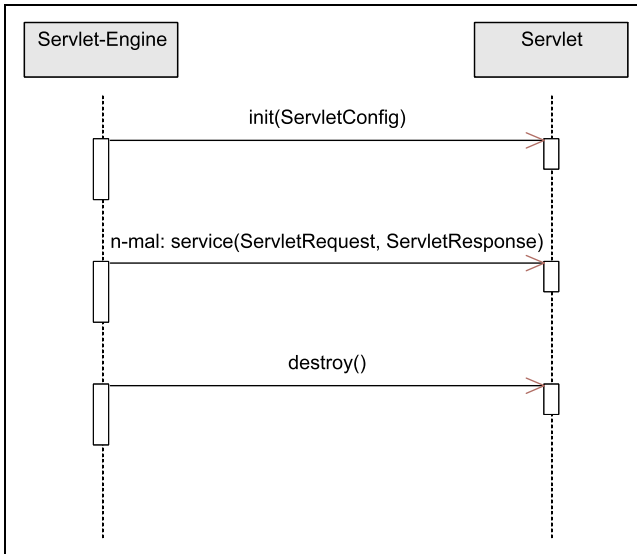 Servlet-Engine
Servlet
init(ServletConfig)
n-mal: service(ServletRequest, ServletResponse)
destroy()